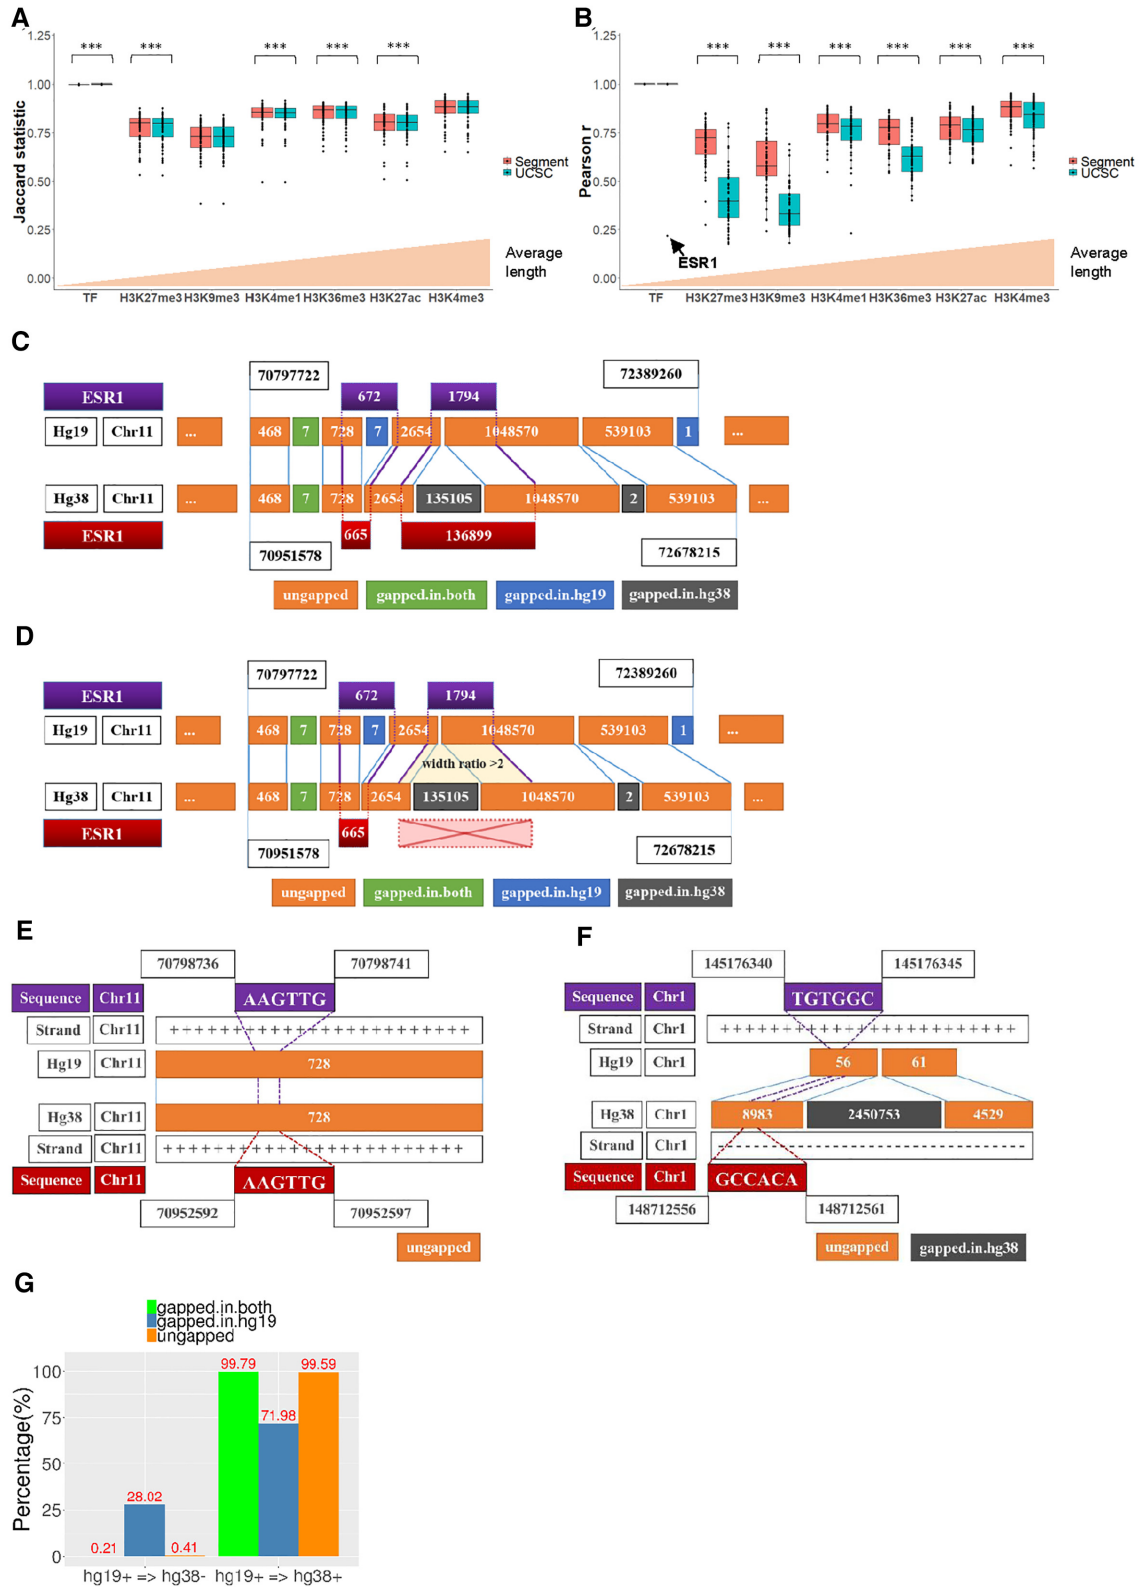 A
Jaccard statistic
1.25
1.00
0.75
0.50
0.25
0.00
*** *** *** *** ***
Segment
UCSC
Average
length
TF H3K27me3 H3K9me3 H3K4me1 H3K36me3 H3K27ac H3K4me3
B
Pearson r
1.25
1.00
0.75
0.50
0.25
0.00
*** *** *** *** *** ***
ESR1
Segment
UCSC
Average
length
TF H3K27me3 H3K9me3 H3K4me1 H3K36me3 H3K27ac H3K4me3
C
70797722 72389260
ESR1 672 1794
Hg19 Chr11 ... 468 7 728 7 2654 1048570 539103 1 ...
Hg38 Chr11 ... 468 7 728 2654 135105 1048570 2 539103 ...
ESR1 665 136899
70951578 72678215
ungapped gapped.in.both gapped.in.hg19 gapped.in.hg38
D
70797722 72389260
ESR1 672 1794
Hg19 Chr11 ... 468 7 728 7 2654 1048570 539103 1 ...
width ratio >2
Hg38 Chr11 ... 468 7 728 2654 135105 1048570 2 539103 ...
ESR1 665
70951578 72678215
ungapped gapped.in.both gapped.in.hg19 gapped.in.hg38
E
70798736 70798741
Sequence Chr11 AAGTTG
Strand Chr11 + + + + + + + + + + + + + + + + + + + + + + + + +
Hg19 Chr11 728
Hg38 Chr11 728
Strand Chr11 + + + + + + + + + + + + + + + + + + + + + + + + +
Sequence Chr11 AAGTTG
70952592 70952597
ungapped
F
145176340 145176345
Sequence Chr1 TGTGGC
Strand Chr1 + + + + + + + + + + + + + + + + + + + + + + + + +
Hg19 Chr1 56 61
Hg38 Chr1 8983 2450753 4529
Strand Chr1 - - - - - - - - - - - - - - - - - - - - - - - - - - - - - -
Sequence Chr1 GCCACA
148712556 148712561
ungapped gapped.in.hg38
G
gapped.in.both
gapped.in.hg19
ungapped
Percentage(%)
100
75
50
25
0
0.21 28.02 0.41 99.79 71.98 99.59
hg19+ => hg38- hg19+ => hg38+